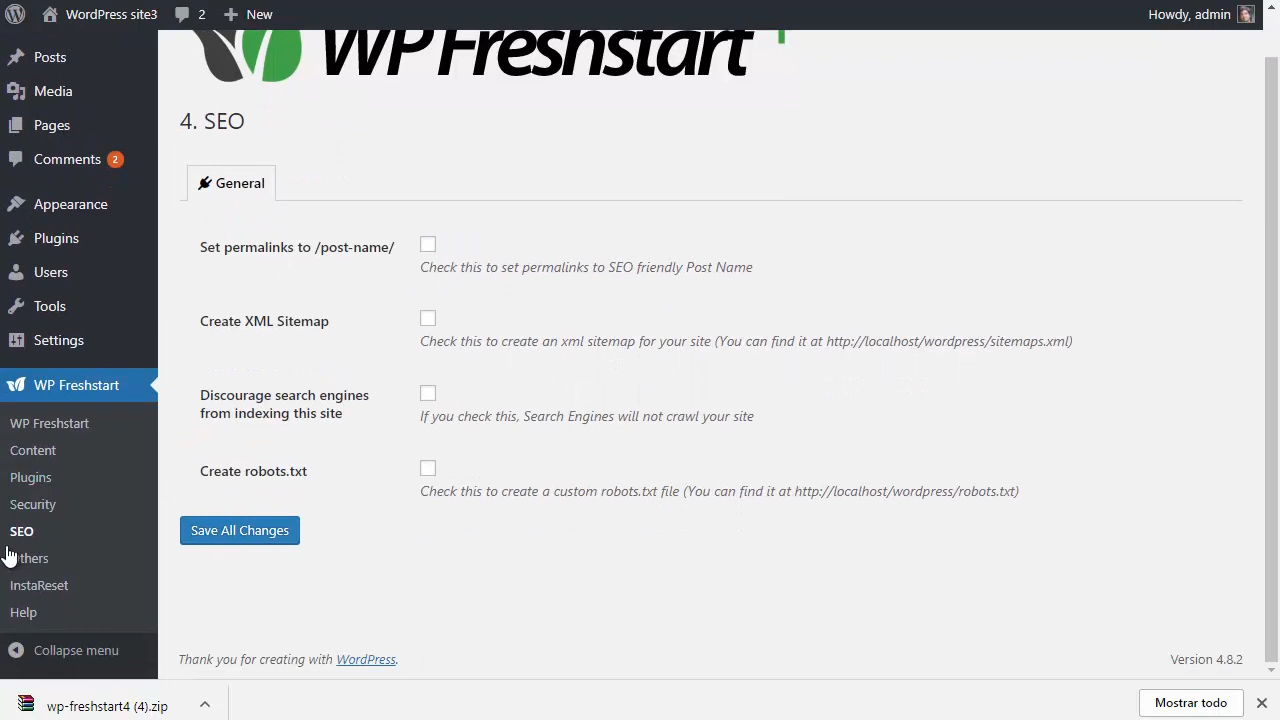 WordPress site3
2
New
Howdy, admin
Posts
Media
Pages
Comments 2
Appearance
Plugins
Users
Tools
Settings
WP Freshstart
WP Freshstart
Content
Plugins
Security
SEO
thers
InstaReset
Help
Collapse menu
WP Freshstart
4. SEO
General
Set permalinks to /post-name/
Check this to set permalinks to SEO friendly Post Name
Create XML Sitemap
Check this to create an xml sitemap for your site (You can find it at http://localhost/wordpress/sitemaps.xml)
Discourage search engines
from indexing this site
If you check this, Search Engines will not crawl your site
Create robots.txt
Check this to create a custom robots.txt file (You can find it at http://localhost/wordpress/robots.txt)
Save All Changes
Thank you for creating with WordPress.
Version 4.8.2
wp-freshstart4 (4).zip
Mostrar todo